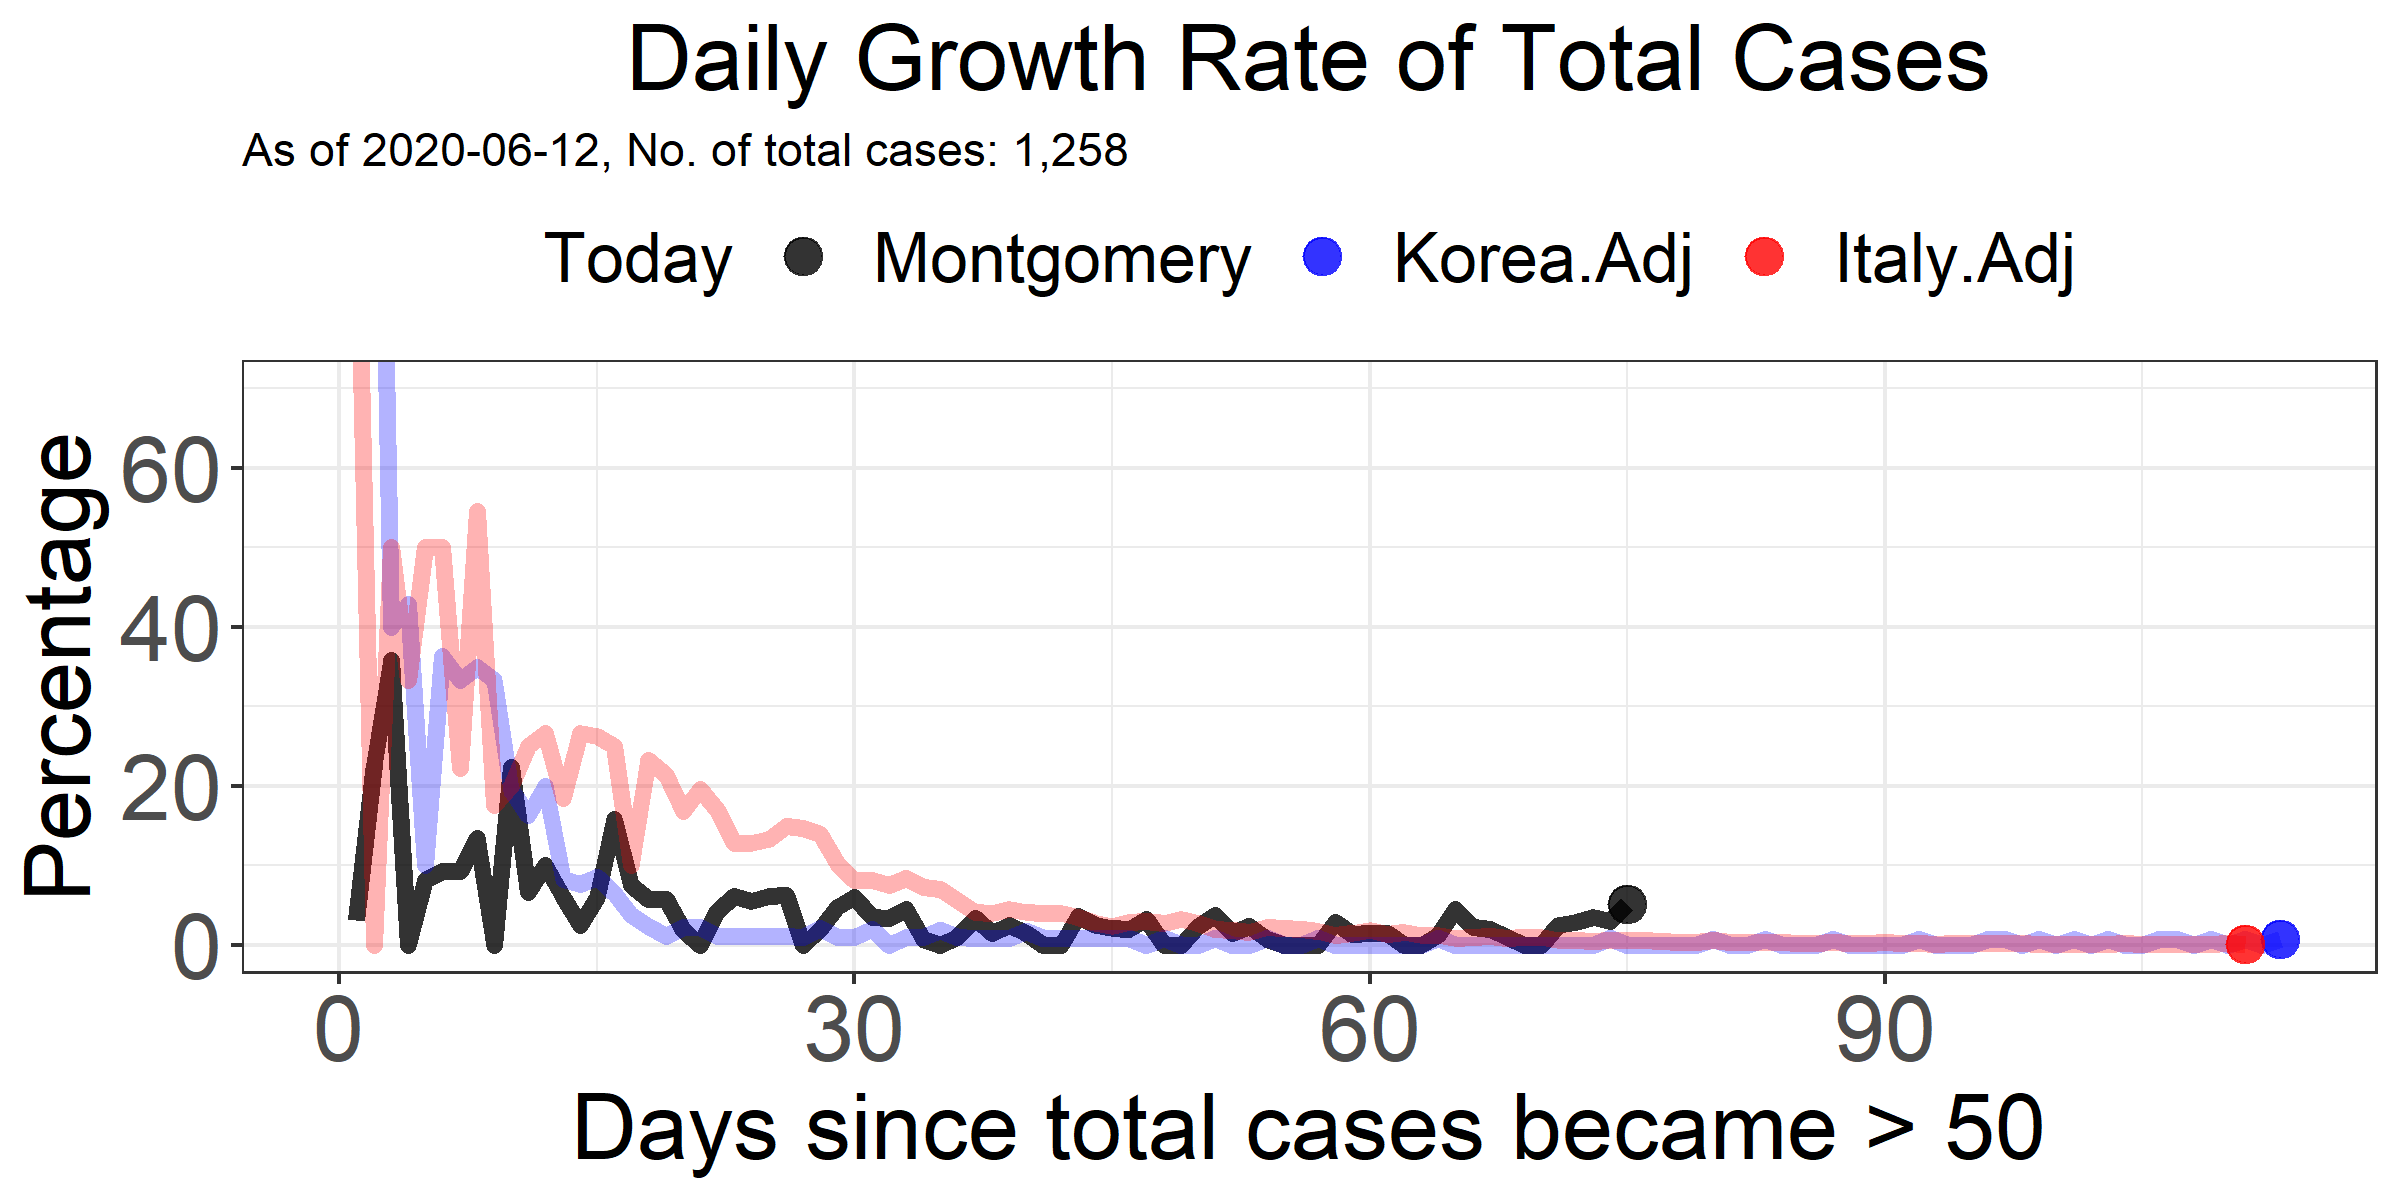 Daily Growth Rate of Total Cases
As of 2020-06-12, No. of total cases: 1,258
Today Montgomery Korea.Adj Italy.Adj
Percentage
60
40
20
0
0 30 60 90
Days since total cases became > 50